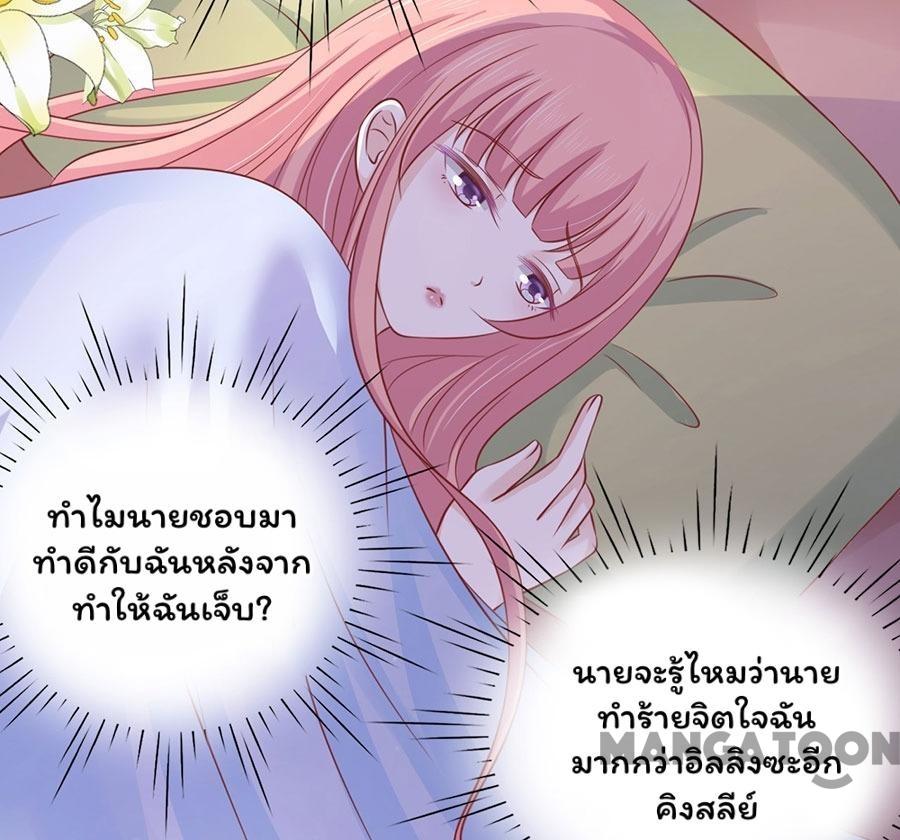 ทำไมนายชอบมา
ทำดีกับฉันหลังจาก
ทำให้ฉันเจ็บ?
นายจะรู้ไหมว่านาย
ทำร้ายจิตใจฉัน
MANGATOON
มากกว่าอิลลิงซะอีก
คิงสลีย์